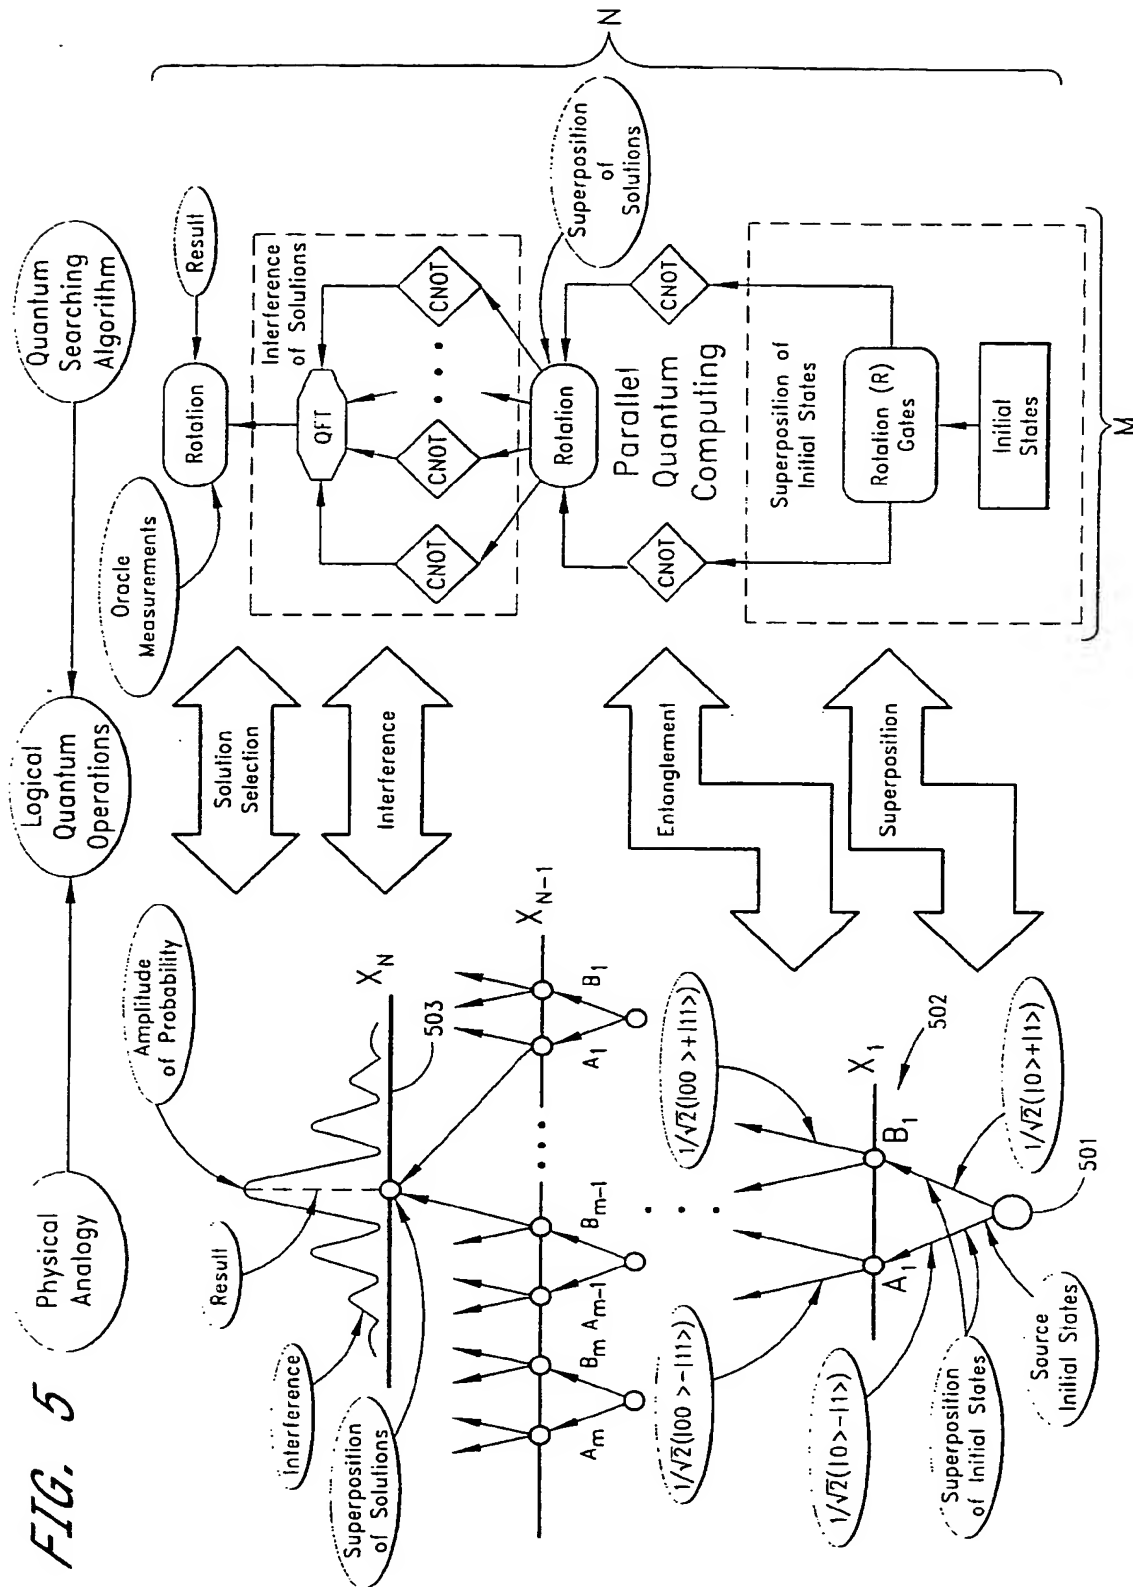 FIG. 5
Physical
Analogy
Logical
Quantum
Operations
Quantum
Searching
Algorithm
Result
Amplitude
of Probability
Interference
Superposition
of Solutions
X_N
503
X_{N-1}
A_m
B_m
A_{m-1}
B_{m-1}
A_1
B_1
1/√2(|00>-|11>)
1/√2(|00>+|11>)
X_1
502
A_1
B_1
1/√2(|0>-|1>)
1/√2(|0>+|1>)
Superposition
of Initial States
Source
Initial States
501
Solution
Selection
Interference
Entanglement
Superposition
Oracle
Measurements
Rotation
Result
Interference
of Solutions
QFT
CNOT
CNOT
CNOT
Rotation
Superposition
of
Solutions
Parallel
Quantum
Computing
CNOT
CNOT
Superposition of
Initial States
Rotation (R)
Gates
Initial
States
M
N